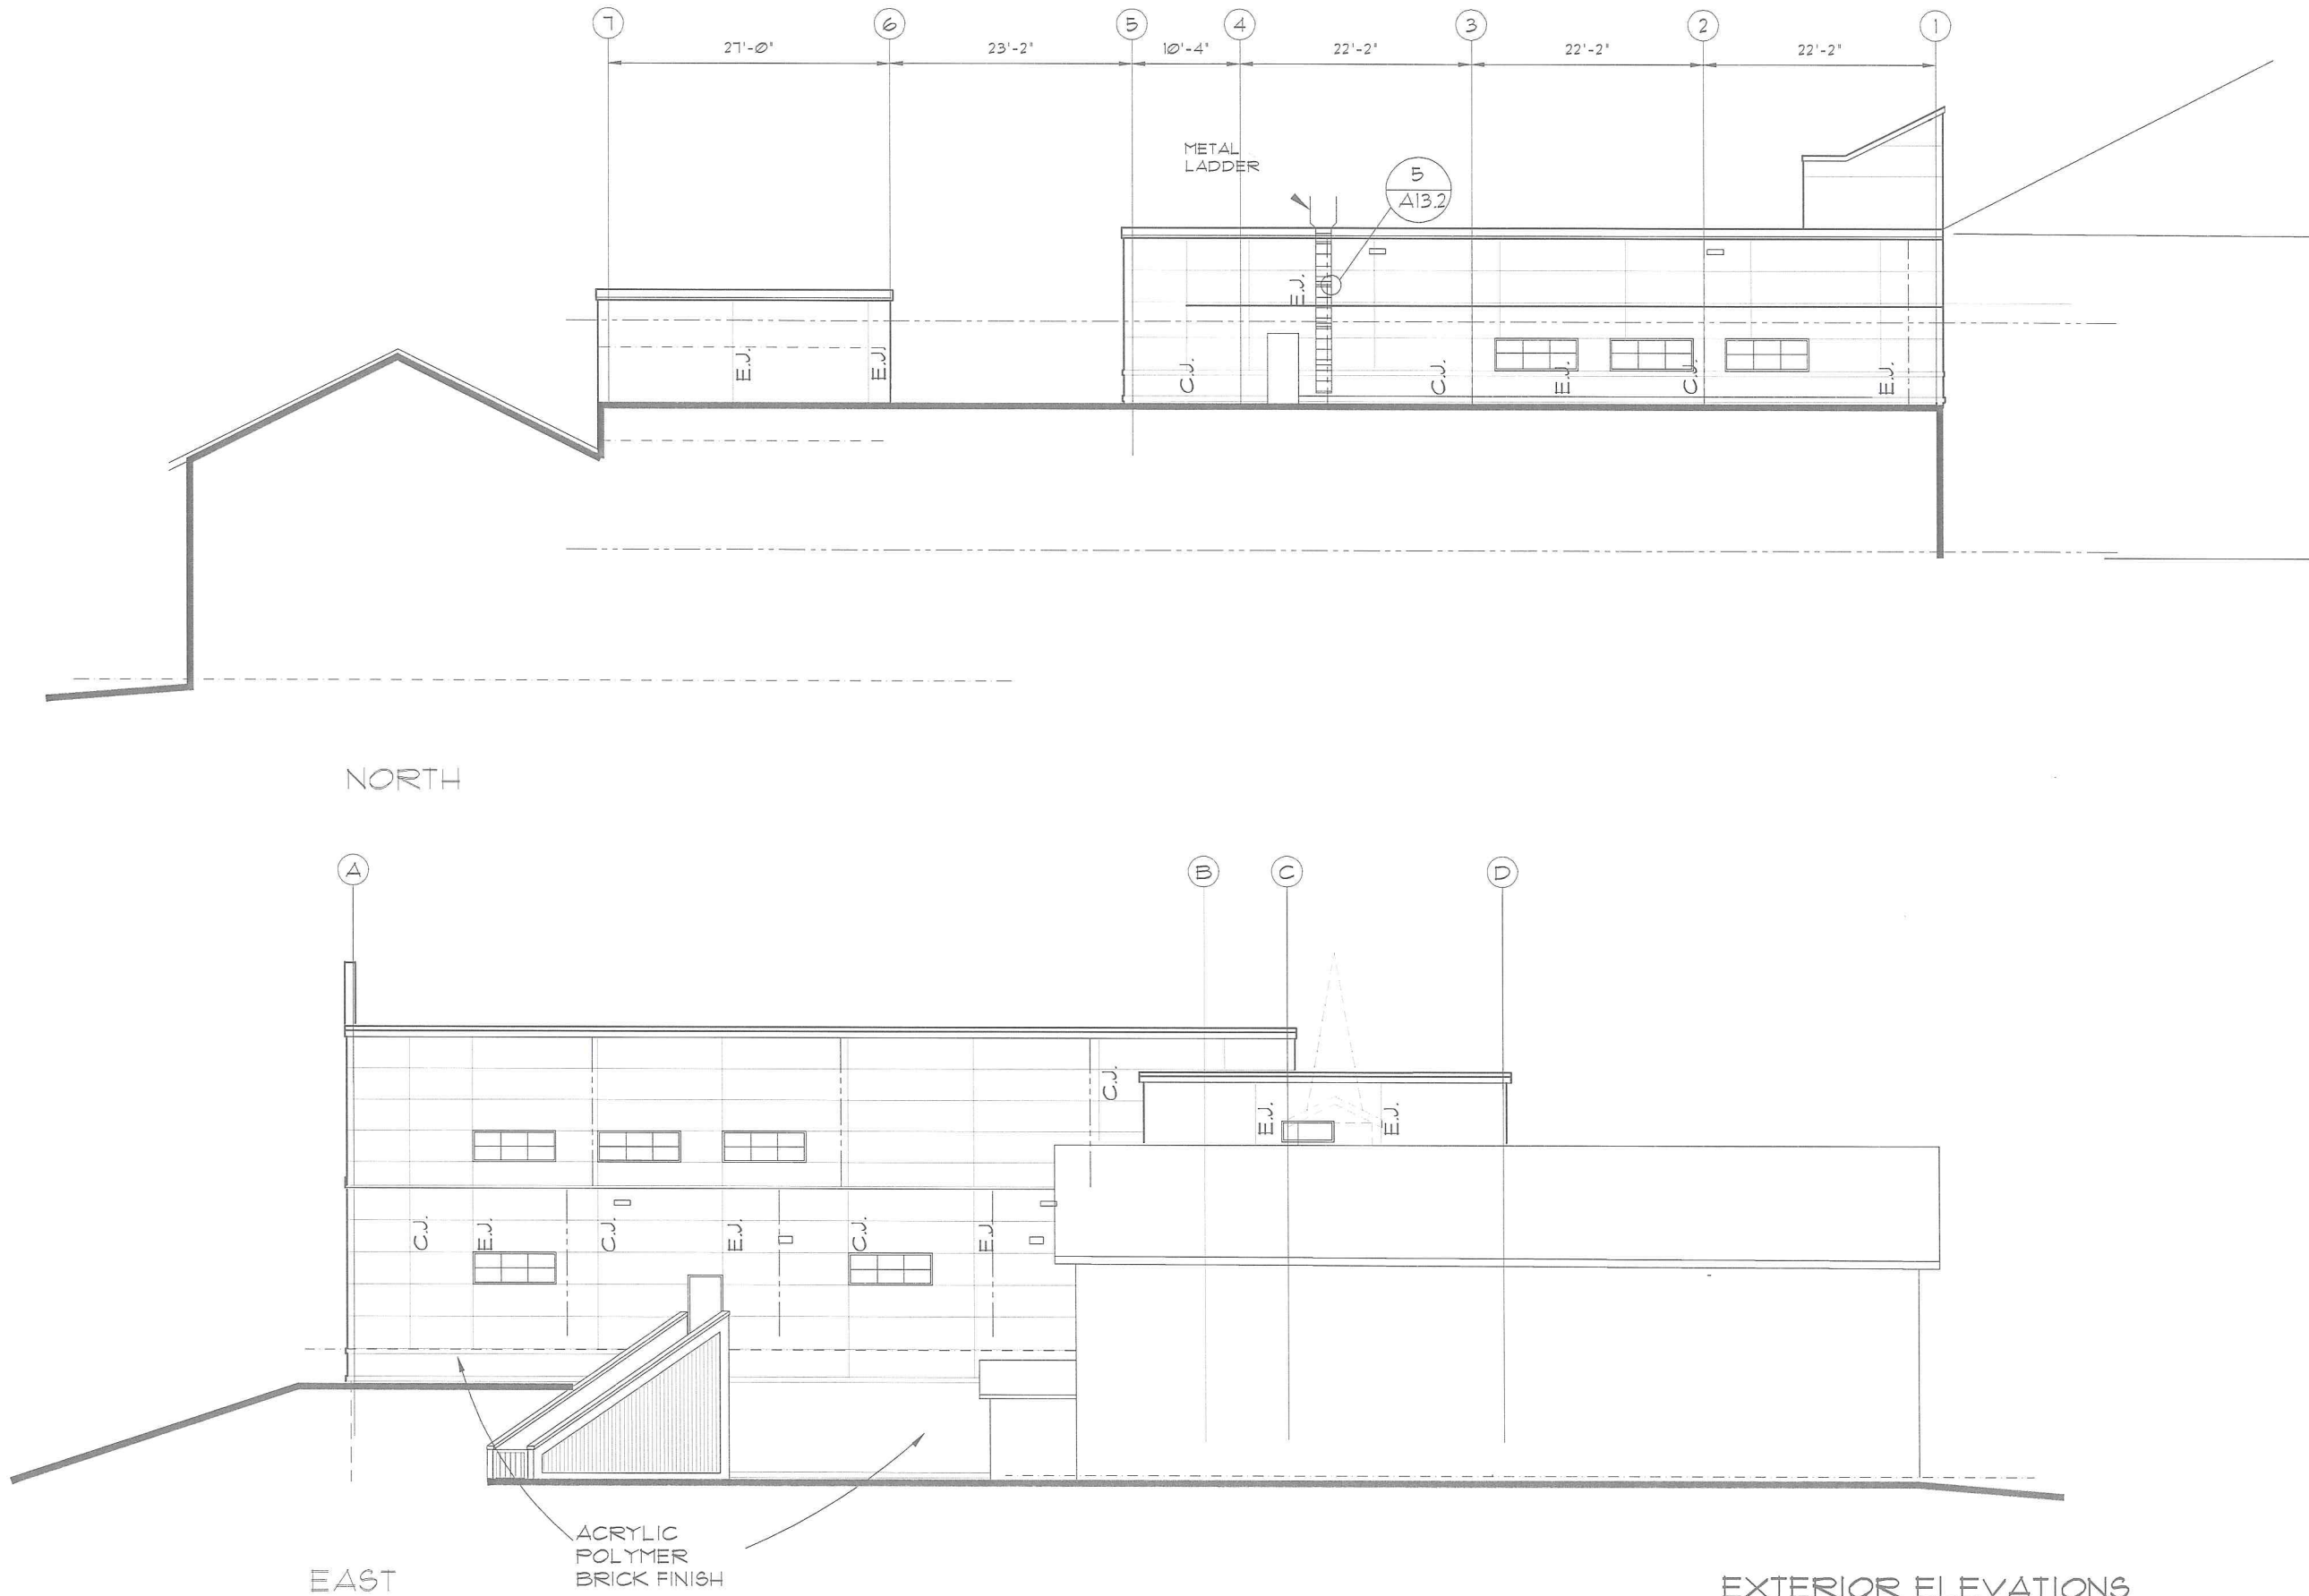 7 6 5 4 3 2 1
27'-0" 23'-2" 10'-4" 22'-2" 22'-2" 22'-2"
METAL
LADDER
5
A13.2
E.J.
E.J.
E.J.
C.J.
C.J.
E.J.
C.J.
E.J.
NORTH
A B C D
C.J.
E.J.
E.J.
C.J.
E.J.
C.J.
E.J.
C.J.
E.J.
ACRYLIC
POLYMER
BRICK FINISH
EAST
EXTERIOR ELEVATIONS